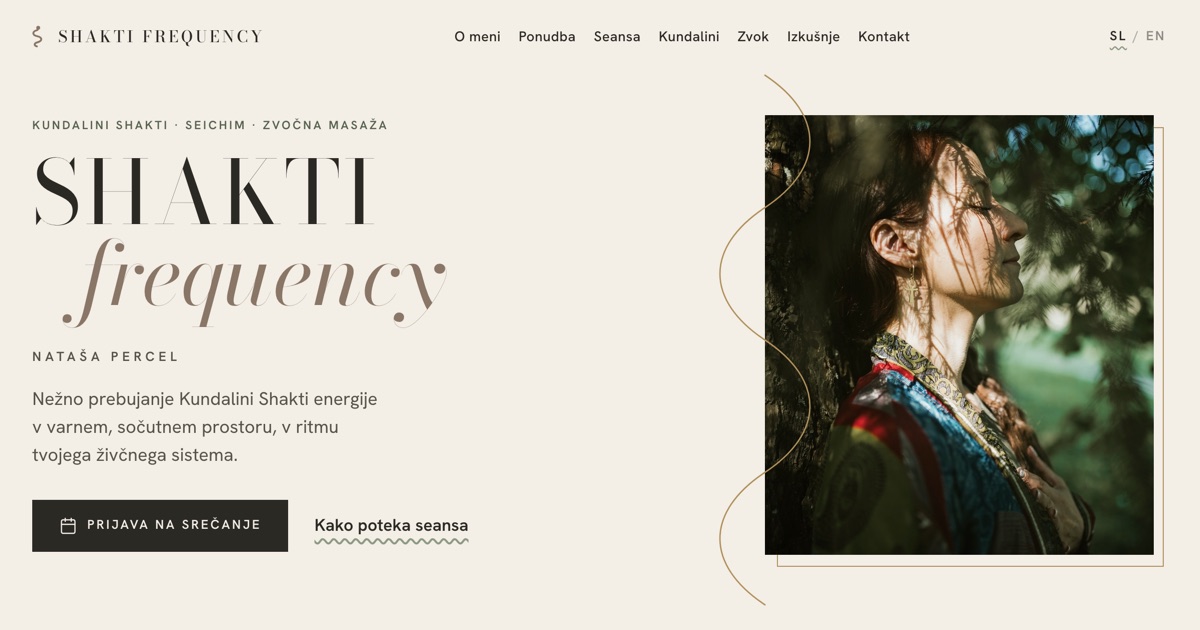 SHAKTI FREQUENCY
O meni Ponudba Seansa Kundalini Zvok Izkušnje Kontakt
SL / EN
KUNDALINI SHAKTI · SEICHIM · ZVOČNA MASAŽA
SHAKTI
frequency
NATAŠA PERCEL
Nežno prebujanje Kundalini Shakti energije
v varnem, sočutnem prostoru, v ritmu
tvojega živčnega sistema.
PRIJAVA NA SREČANJE
Kako poteka seansa